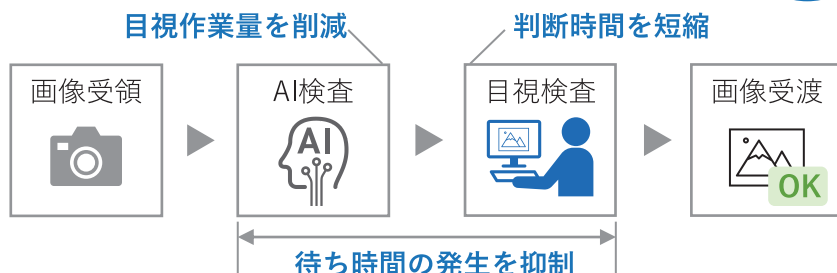 目視作業量を削減
判断時間を短縮
画像受領
AI検査
目視検査
画像受渡
AI
OK
待ち時間の発生を抑制